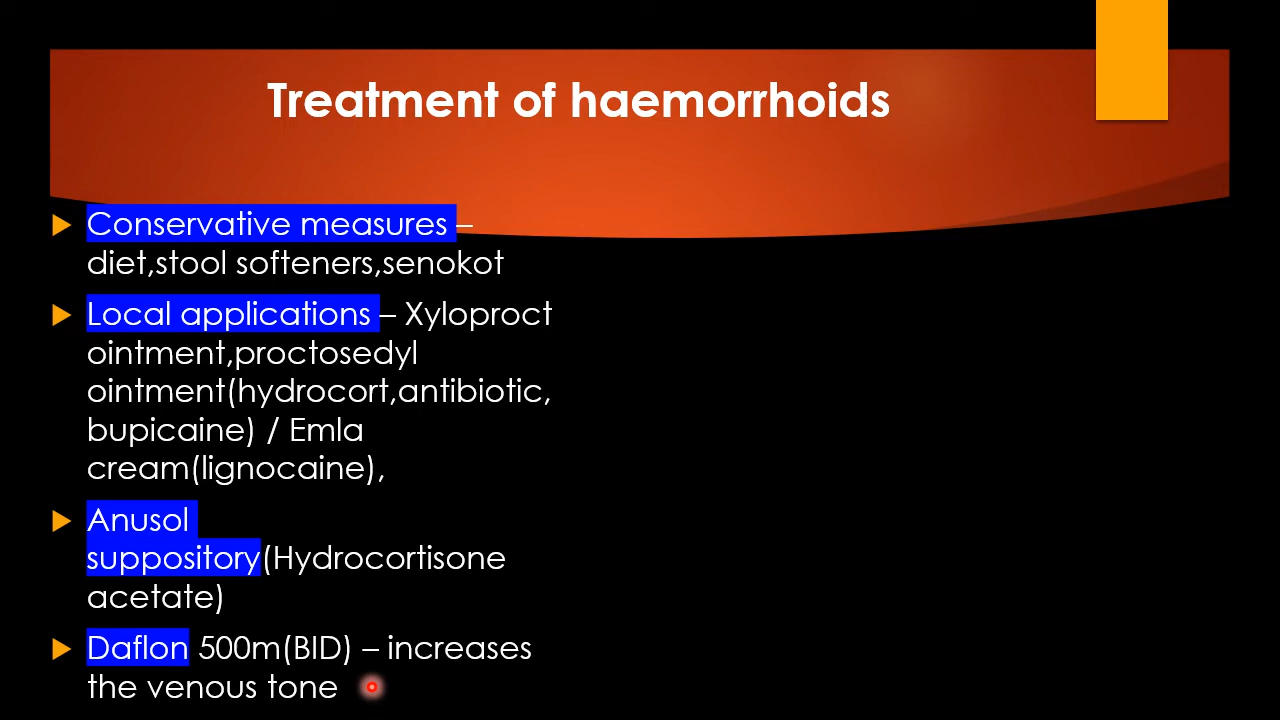 Treatment of haemorrhoids
Conservative measures –
diet,stool softeners,senokot
Local applications – Xyloproct
ointment,proctosedyl
ointment(hydrocort,antibiotic,
bupicaine) / Emla
cream(lignocaine),
Anusol
suppository(Hydrocortisone
acetate)
Daflon 500m(BID) – increases
the venous tone